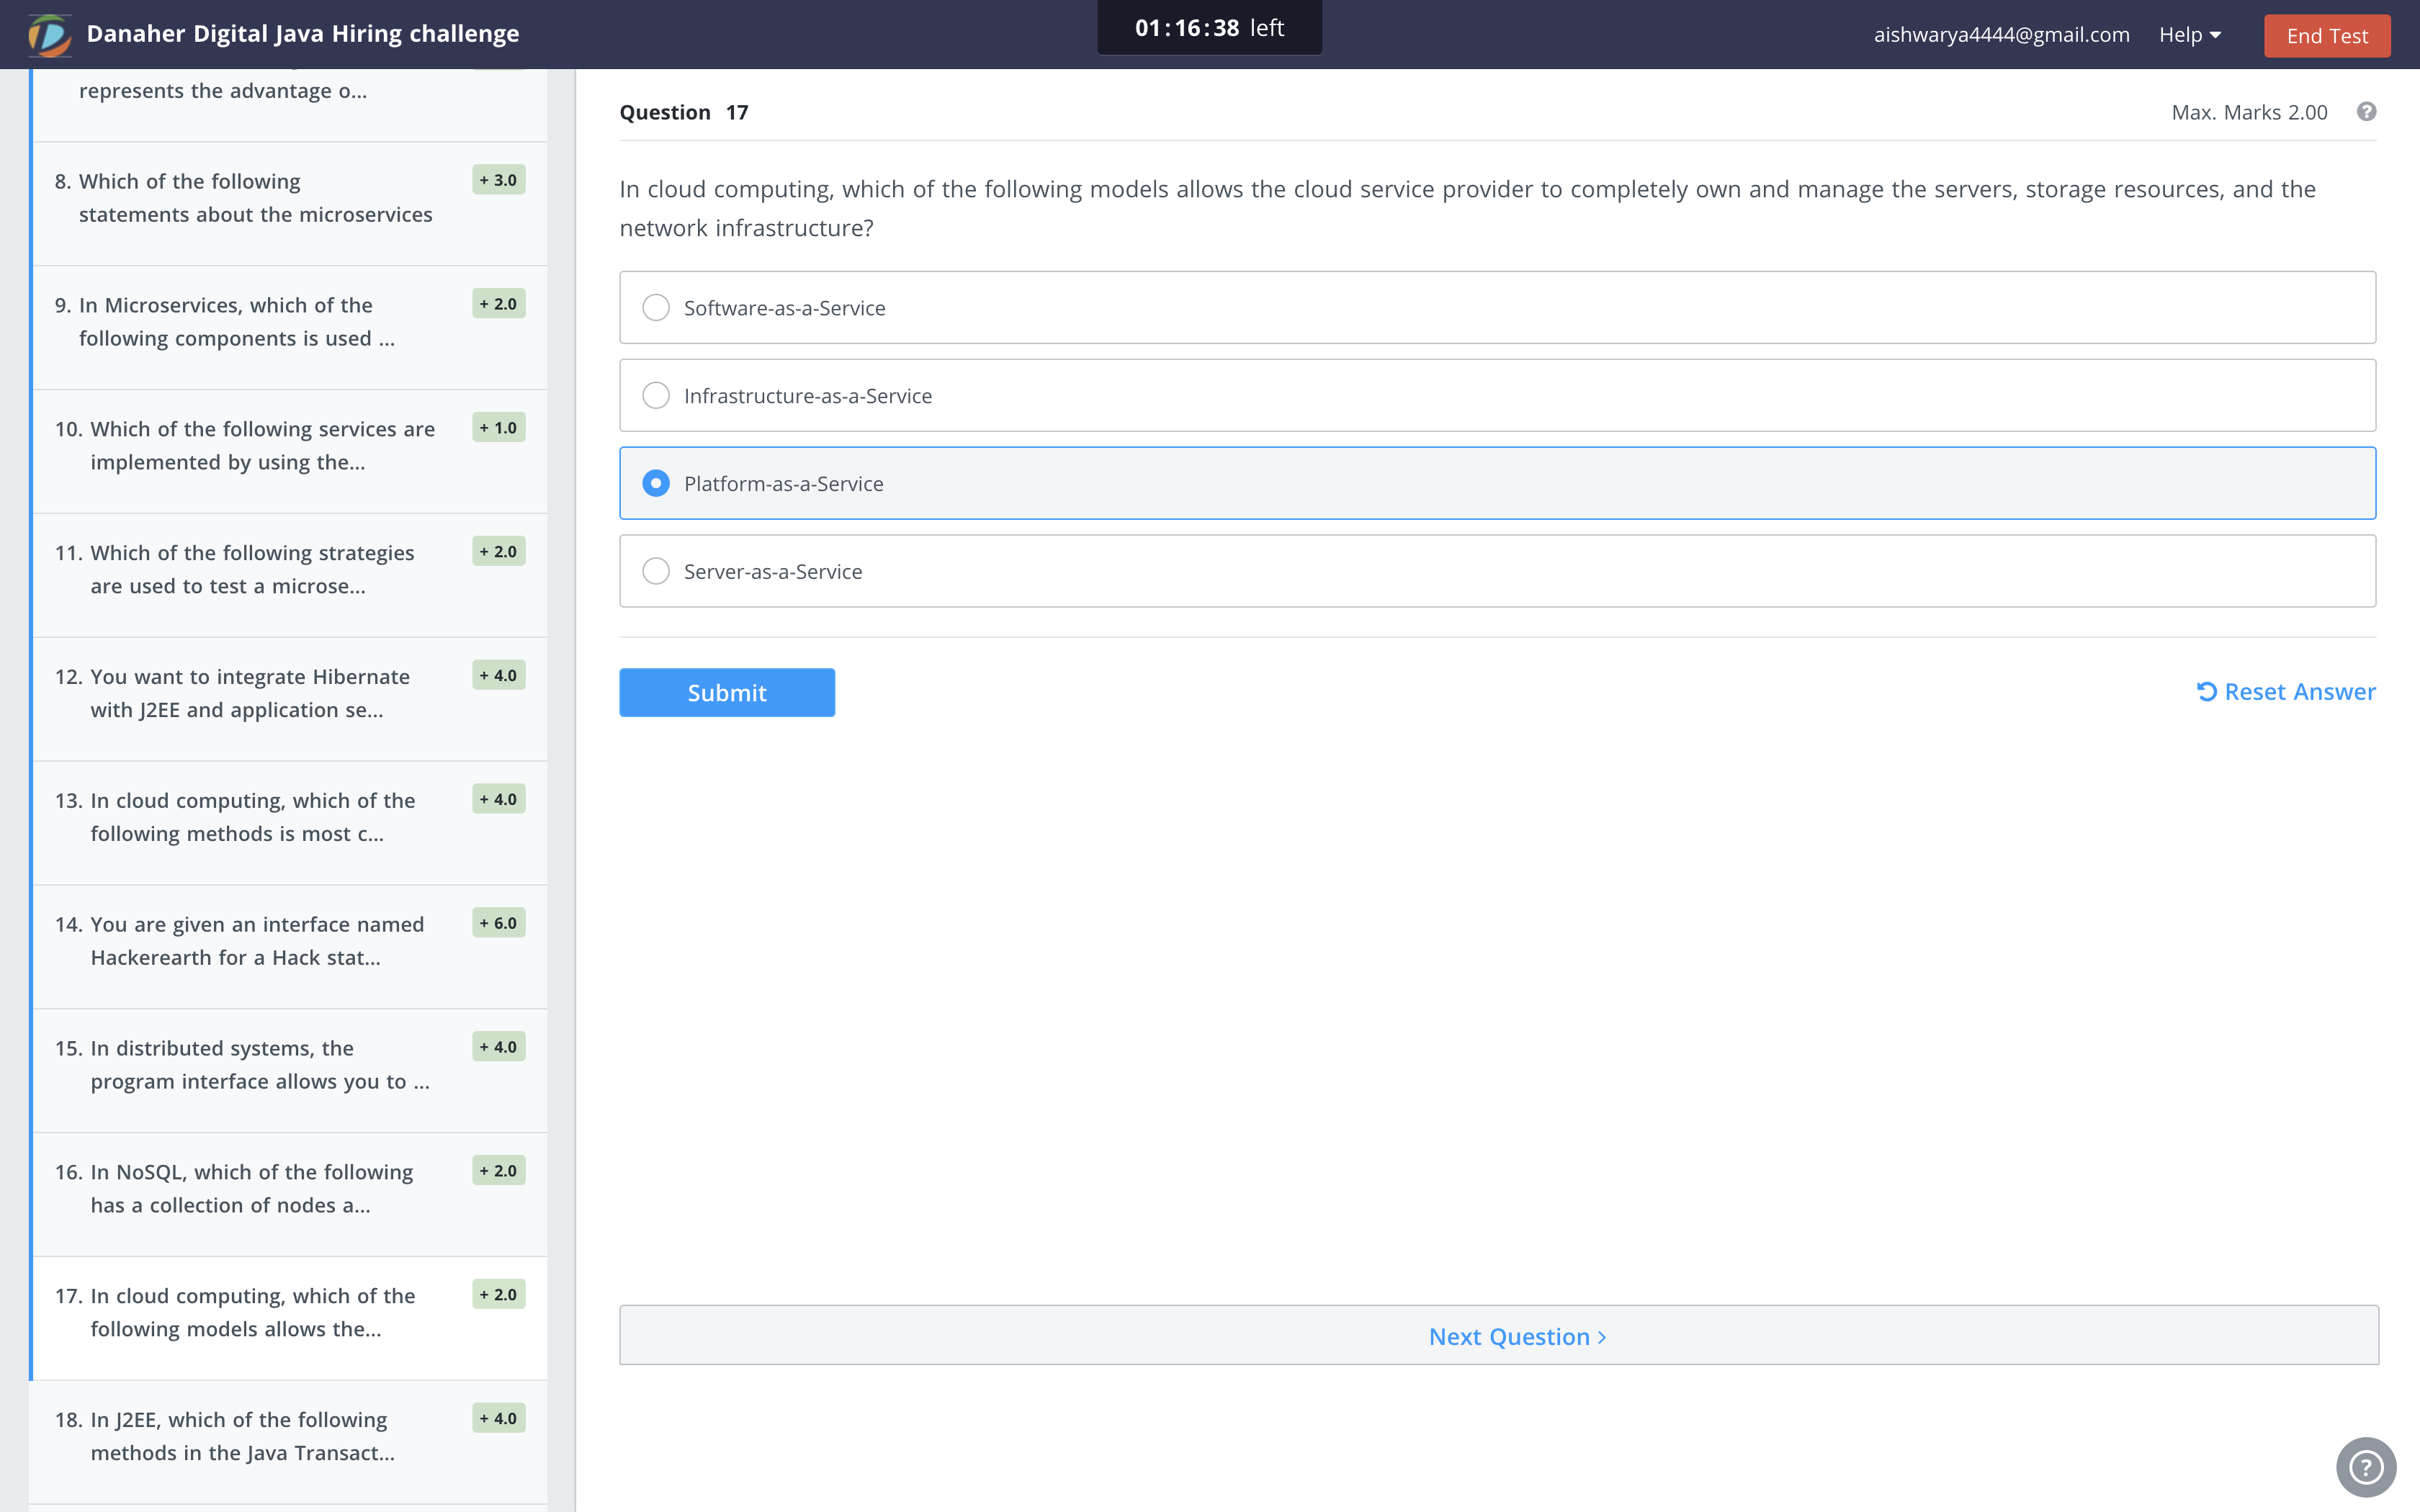 Danaher Digital Java Hiring challenge
01:16:38 left
aishwarya4444@gmail.com
Help
End Test
represents the advantage o...
8. Which of the following
statements about the microservices
+ 3.0
9. In Microservices, which of the
following components is used ...
+ 2.0
10. Which of the following services are
implemented by using the...
+ 1.0
11. Which of the following strategies
are used to test a microse...
+ 2.0
12. You want to integrate Hibernate
with J2EE and application se...
+ 4.0
13. In cloud computing, which of the
following methods is most c...
+ 4.0
14. You are given an interface named
Hackerearth for a Hack stat...
+ 6.0
15. In distributed systems, the
program interface allows you to ...
+ 4.0
16. In NoSQL, which of the following
has a collection of nodes a...
+ 2.0
17. In cloud computing, which of the
following models allows the...
+ 2.0
18. In J2EE, which of the following
methods in the Java Transact...
+ 4.0
Question 17
Max. Marks 2.00
?
In cloud computing, which of the following models allows the cloud service provider to completely own and manage the servers, storage resources, and the
network infrastructure?
Software-as-a-Service
Infrastructure-as-a-Service
Platform-as-a-Service
Server-as-a-Service
Submit
Reset Answer
Next Question >
?